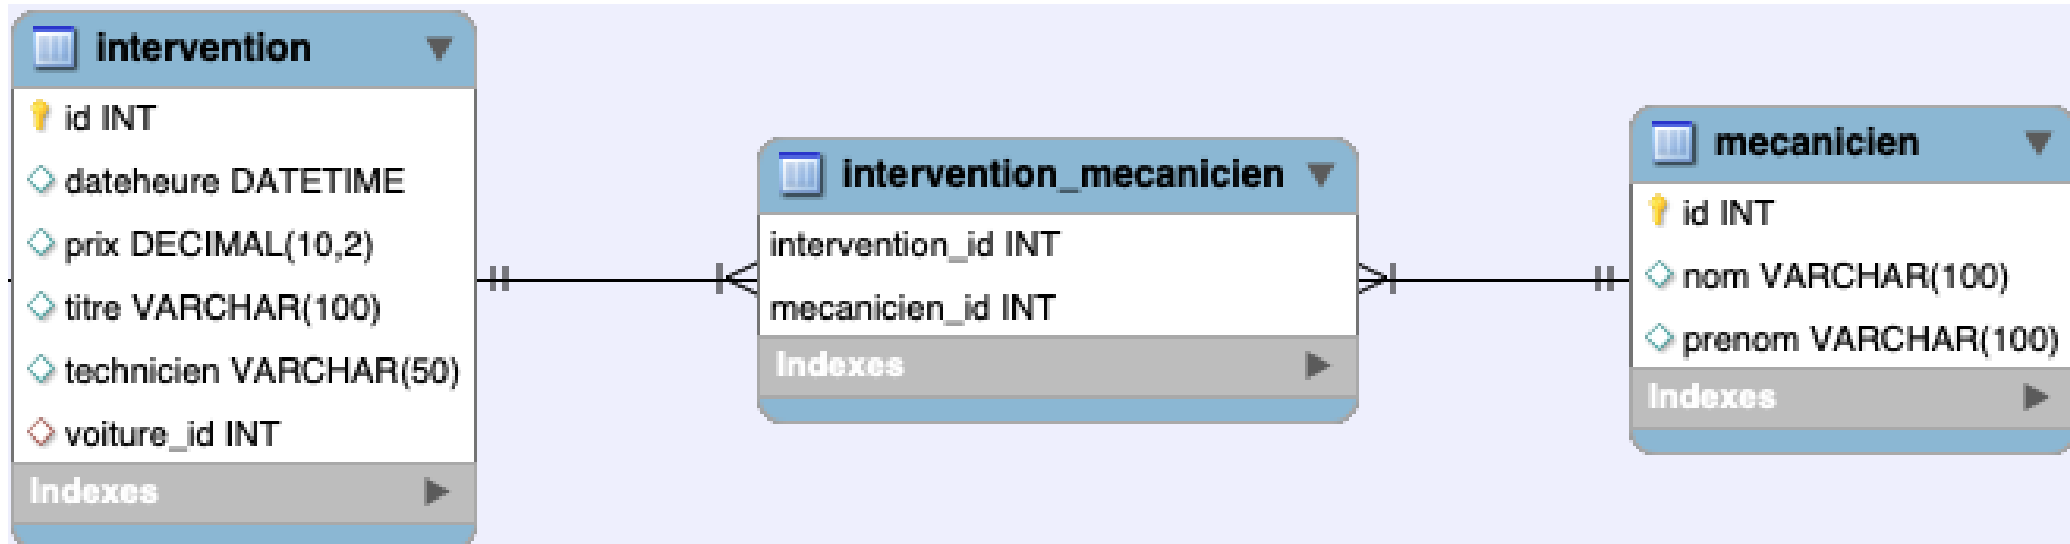 intervention
id INT
dateheure DATETIME
prix DECIMAL(10,2)
titre VARCHAR(100)
technicien VARCHAR(50)
voiture_id INT
Indexes
intervention_mecanicien
intervention_id INT
mecanicien_id INT
Indexes
mecanicien
id INT
nom VARCHAR(100)
prenom VARCHAR(100)
Indexes